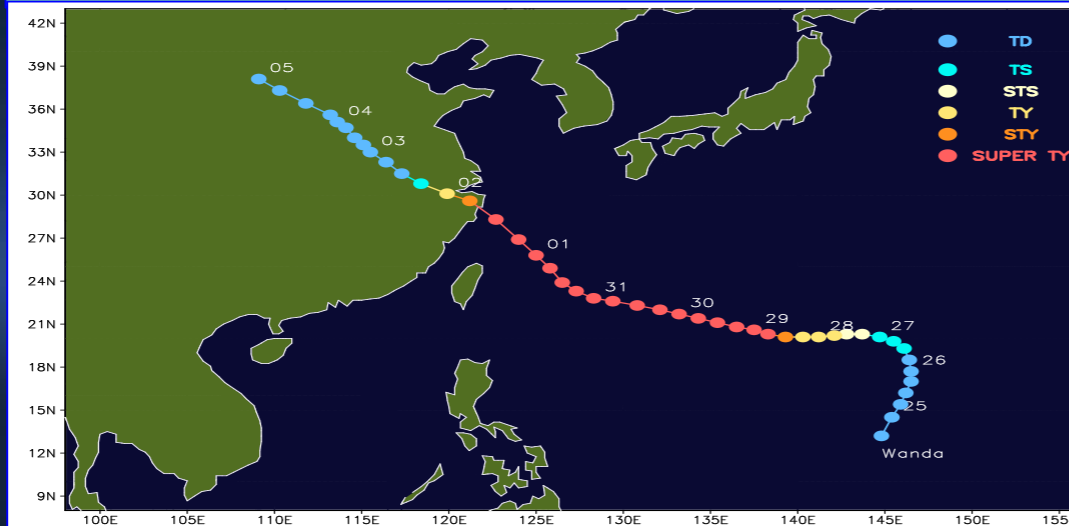 42N
39N
36N
33N
30N
27N
24N
21N
18N
15N
12N
9N
TD
TS
STS
TY
STY
SUPER TY
05
04
03
02
01
31
30
29
28
27
26
25
Wanda
100E 105E 110E 115E 120E 125E 130E 135E 140E 145E 150E 155